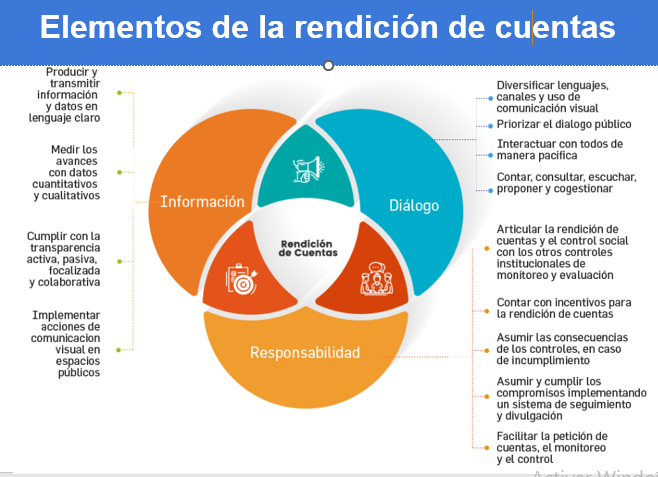 Elementos de la rendición de cuentas
Producir y
transmitir
información
y datos en
lenguaje claro
Medir los
avances
con datos
cuantitativos
y cualitativos
Cumplir con la
transparencia
activa, pasiva,
focalizada
y colaborativa
Implementar
acciones de
comunicacion
visual en
espacios
públicos
Información
Diálogo
Rendición
de Cuentas
Responsabilidad
Diversificar lenguajes,
canales y uso de
comunicación visual
Priorizar el dialogo público
Interactuar con todos de
manera pacifica
Contar, consultar, escuchar,
proponer y cogestionar
Articular la rendición de
cuentas y el control social
con los otros controles
institucionales de
monitoreo y evaluación
Contar con incentivos para
la rendición de cuentas
Asumir las consecuencias
de los controles, en caso
de incumplimiento
Asumir y cumplir los
compromisos implementando
un sistema de seguimiento
y divulgación
Facilitar la petición de
cuentas, el monitoreo
y el control